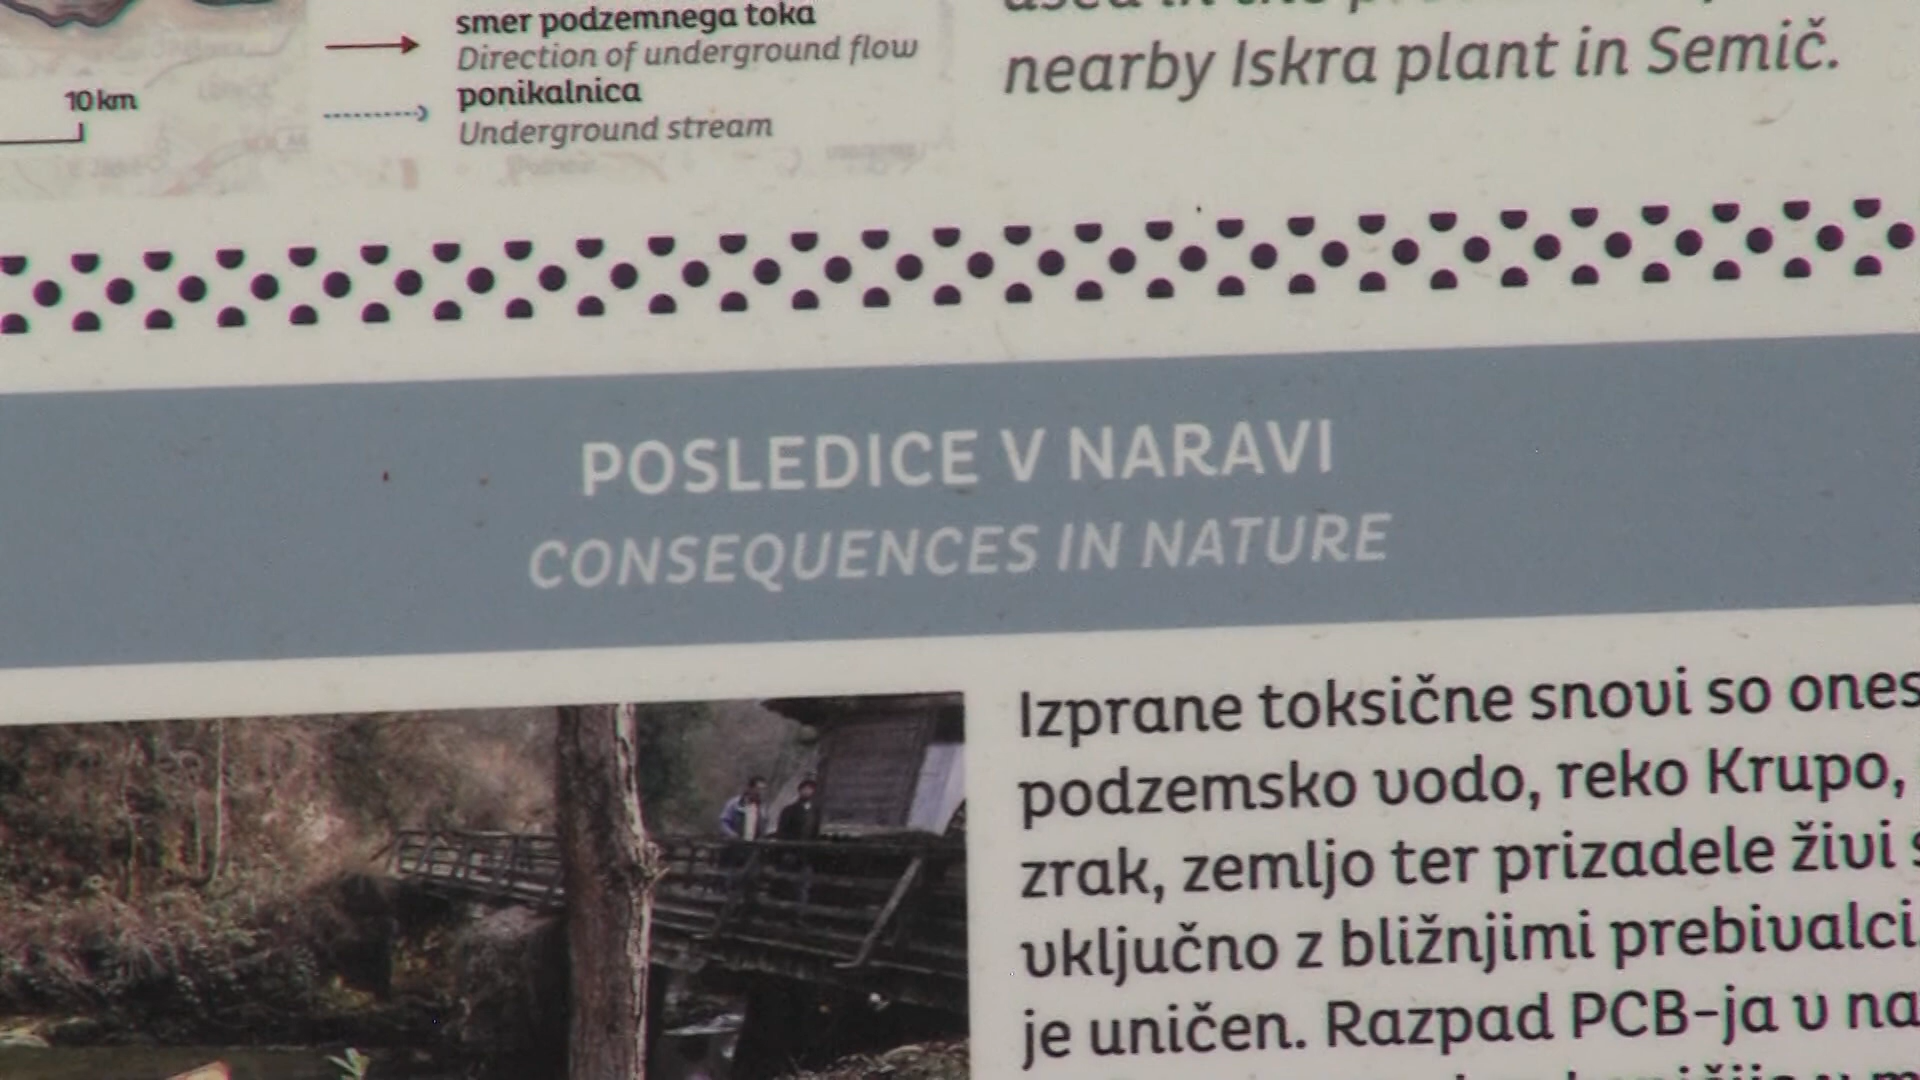 smer podzemnega toka
Direction of underground flow
ponikalnica
Underground stream
10 km
nearby Iskra plant in Semič.
POSLEDICE V NARAVI
CONSEQUENCES IN NATURE
Izprane toksične snovi so ones
podzemsko vodo, reko Krupo,
zrak, zemljo ter prizadele živi s
vključno z bližnjimi prebivalci
je uničen. Razpad PCB-ja v na